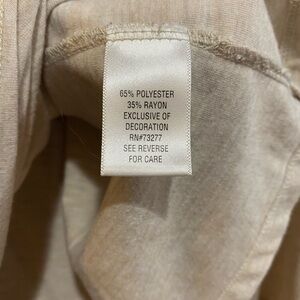 65% POLYESTER
35% RAYON
EXCLUSIVE OF
DECORATION
RN#73277
SEE REVERSE
FOR CARE